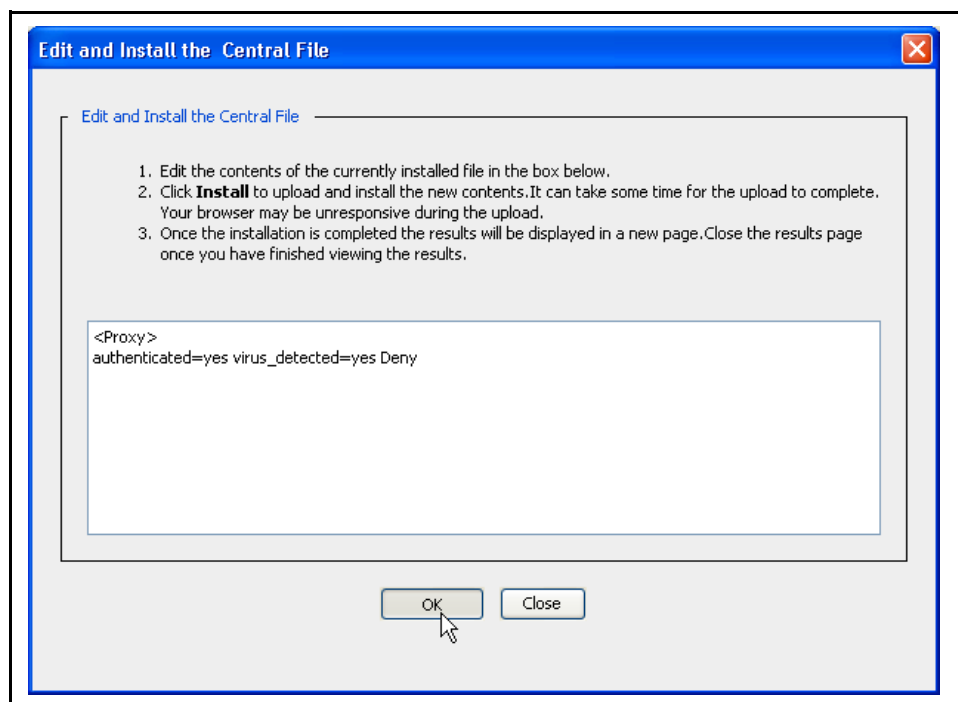 Edit and Install the Central File
Edit and Install the Central File
1. Edit the contents of the currently installed file in the box below.
2. Click Install to upload and install the new contents.It can take some time for the upload to complete.
Your browser may be unresponsive during the upload.
3. Once the installation is completed the results will be displayed in a new page.Close the results page
once you have finished viewing the results.
<Proxy>
authenticated=yes virus_detected=yes Deny
OK
Close